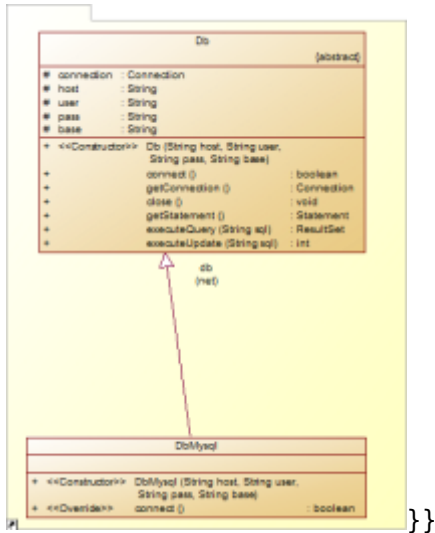 Db
{abstract}
# connection : Connection
# host : String
# user : String
# pass : String
# base : String
+ <<Constructor>> Db (String host, String user,
String pass, String base)
+ connect () : boolean
+ getConnection () : Connection
+ close () : void
+ getStatement () : Statement
+ executeQuery (String sql) : ResultSet
+ executeUpdate (String sql) : int
db
(net)
DbMysql
+ <<Constructor>> DbMysql (String host, String user,
String pass, String base)
+ <<Override>> connect () : boolean
}}